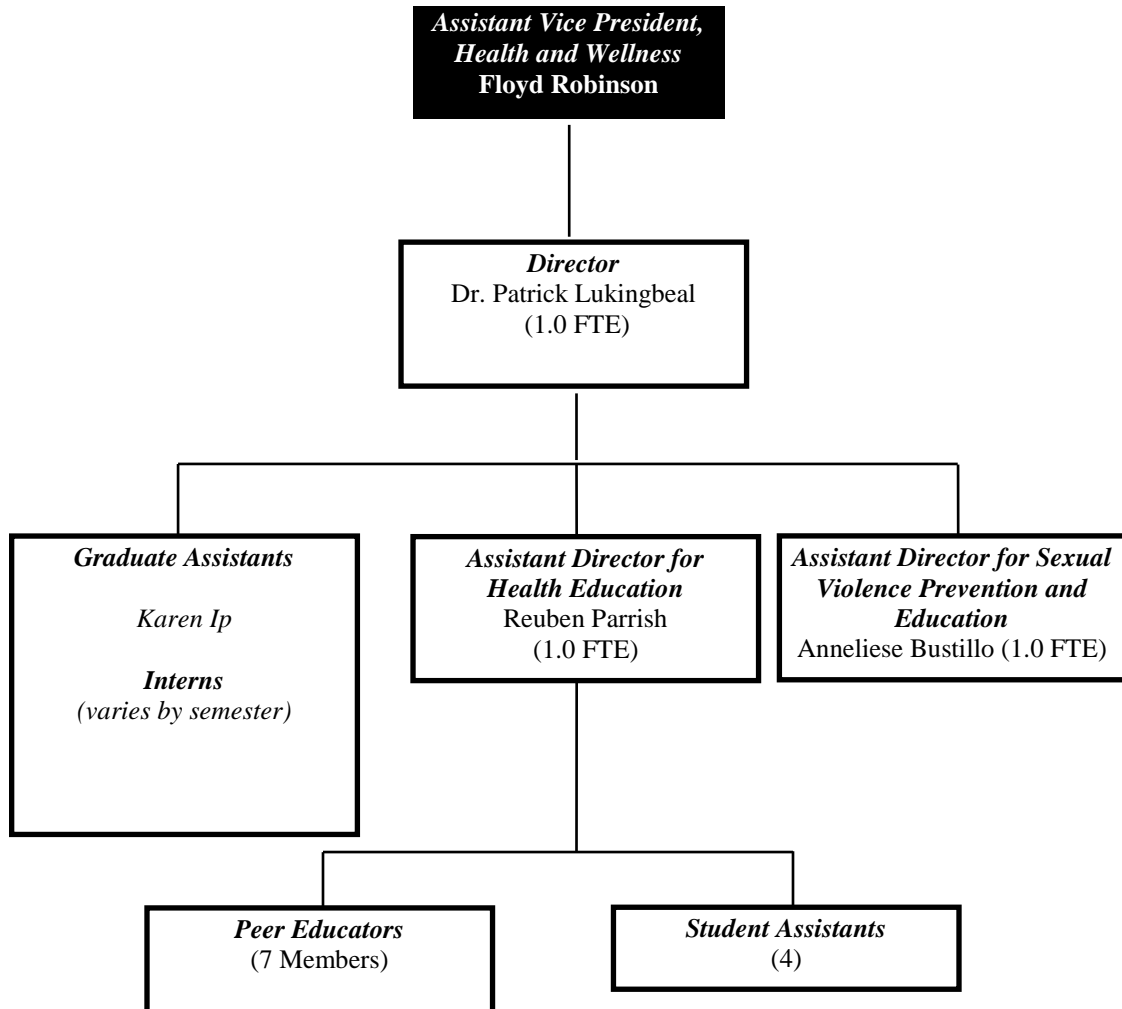 Assistant Vice President,
Health and Wellness
Floyd Robinson
Director
Dr. Patrick Lukingbeal
(1.0 FTE)
Graduate Assistants
Karen Ip
Interns
(varies by semester)
Assistant Director for
Health Education
Reuben Parrish
(1.0 FTE)
Assistant Director for Sexual
Violence Prevention and
Education
Anneliese Bustillo (1.0 FTE)
Peer Educators
(7 Members)
Student Assistants
(4)